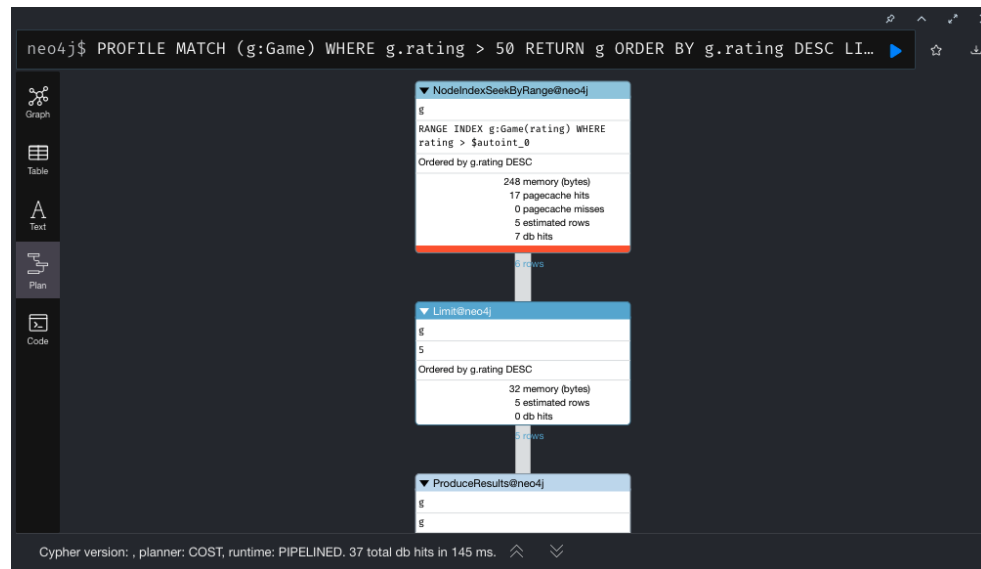 neo4j$ PROFILE MATCH (g:Game) WHERE g.rating > 50 RETURN g ORDER BY g.rating DESC LI…
Graph
Table
A
Text
Plan
Code
NodeIndexSeekByRange@neo4j
g
RANGE INDEX g:Game(rating) WHERE
rating > $autoint_0
Ordered by g.rating DESC
248 memory (bytes)
17 pagecache hits
0 pagecache misses
5 estimated rows
7 db hits
6 rows
Limit@neo4j
g
5
Ordered by g.rating DESC
32 memory (bytes)
5 estimated rows
0 db hits
5 rows
ProduceResults@neo4j
g
g
Cypher version: , planner: COST, runtime: PIPELINED. 37 total db hits in 145 ms.